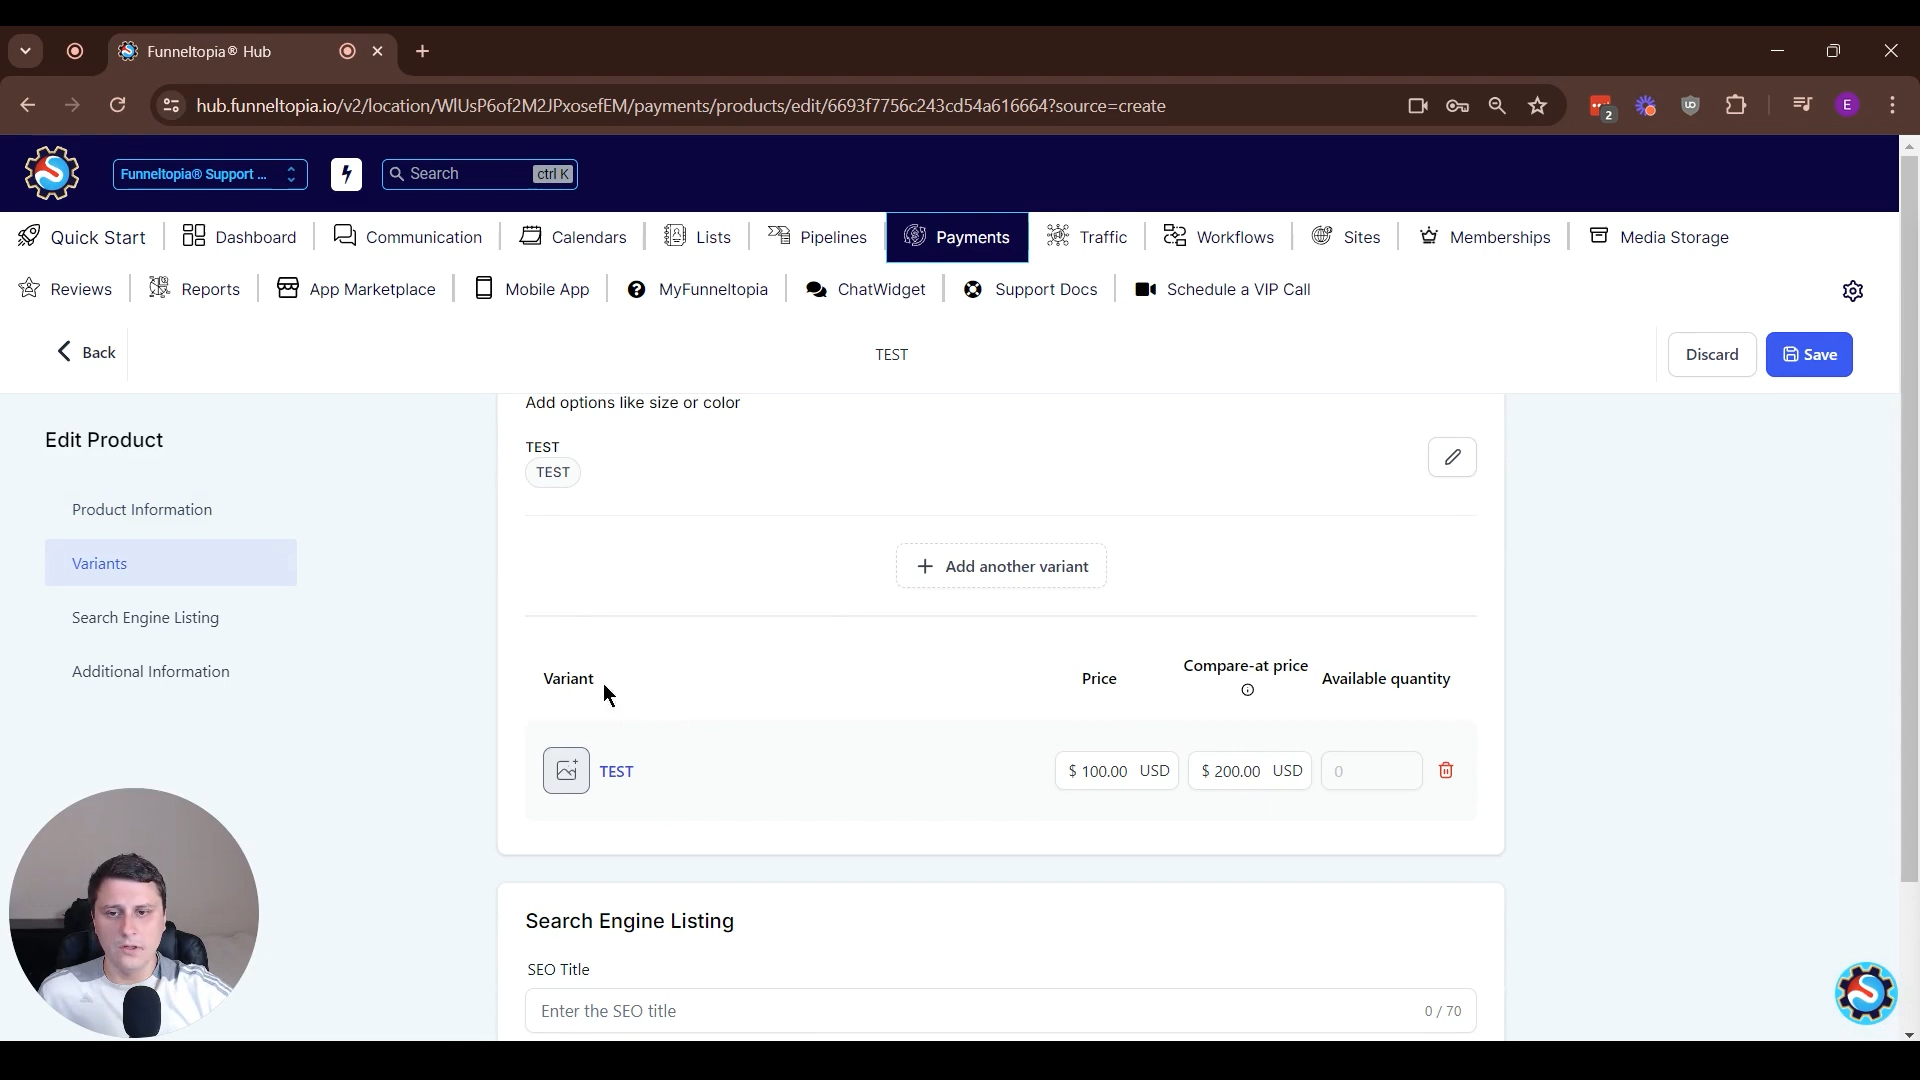 Funneltopia® Hub
hub.funneltopia.io/v2/location/WlUsP6of2M2JPxosefEM/payments/products/edit/6693f7756c243cd54a616664?source=create
2
E
Funneltopia® Support ...
Search
ctrl K
Quick Start
Dashboard
Communication
Calendars
Lists
Pipelines
Payments
Traffic
Workflows
Sites
Memberships
Media Storage
Reviews
Reports
App Marketplace
Mobile App
MyFunneltopia
ChatWidget
Support Docs
Schedule a VIP Call
Back
TEST
Discard
Save
Edit Product
Product Information
Variants
Search Engine Listing
Additional Information
Add options like size or color
TEST
TEST
Add another variant
Variant
Price
Compare-at price
Available quantity
TEST
$ 100.00 USD
$ 200.00 USD
0
Search Engine Listing
SEO Title
Enter the SEO title
0 / 70